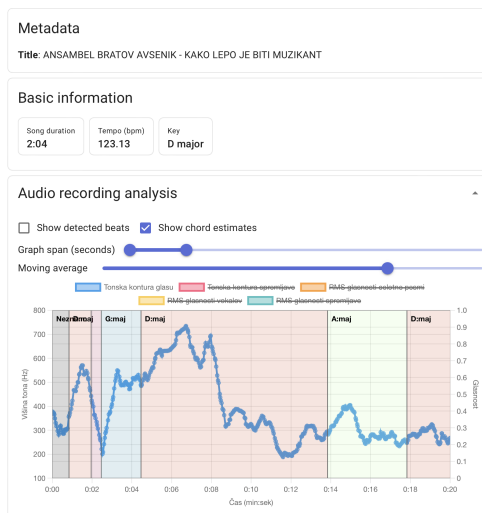 Metadata
Title: ANSAMBEL BRATOV AVSENIK - KAKO LEPO JE BITI MUZIKANT
Basic information
Song duration
2:04
Tempo (bpm)
123.13
Key
D major
Audio recording analysis
Show detected beats
Show chord estimates
Graph span (seconds)
Moving average
Tonska kontura glasu
Tonska kontura spremljave
RMS glasnosti celotne pesmi
RMS glasnosti vokalov
RMS glasnosti spremljave
D:maj
G:maj
D:maj
A:maj
D:maj
800
700
600
500
400
300
200
100
Višina tona (Hz)
1.0
0.9
0.8
0.7
0.6
0.5
0.4
0.3
0.2
0.1
0
Glasnost
0:00
0:02
0:04
0:06
0:08
0:10
0:12
0:14
0:16
0:18
0:20
Čas (min:sek)